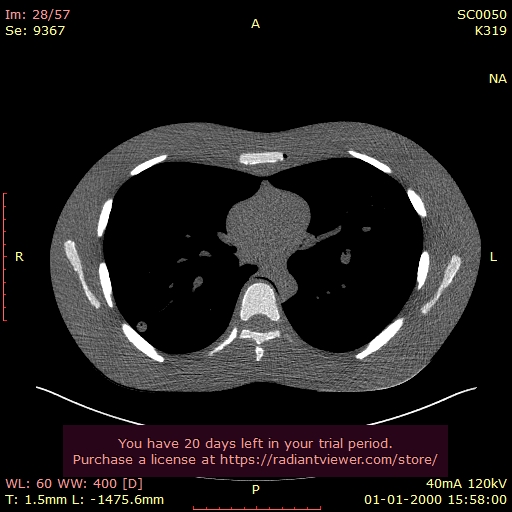 Im: 28/57
Se: 9367
A
SC0050
K319
NA
R
L
You have 20 days left in your trial period.
Purchase a license at https://radiantviewer.com/store/
WL: 60 WW: 400 [D]
T: 1.5mm L: -1475.6mm
P
40mA 120kV
01-01-2000 15:58:00